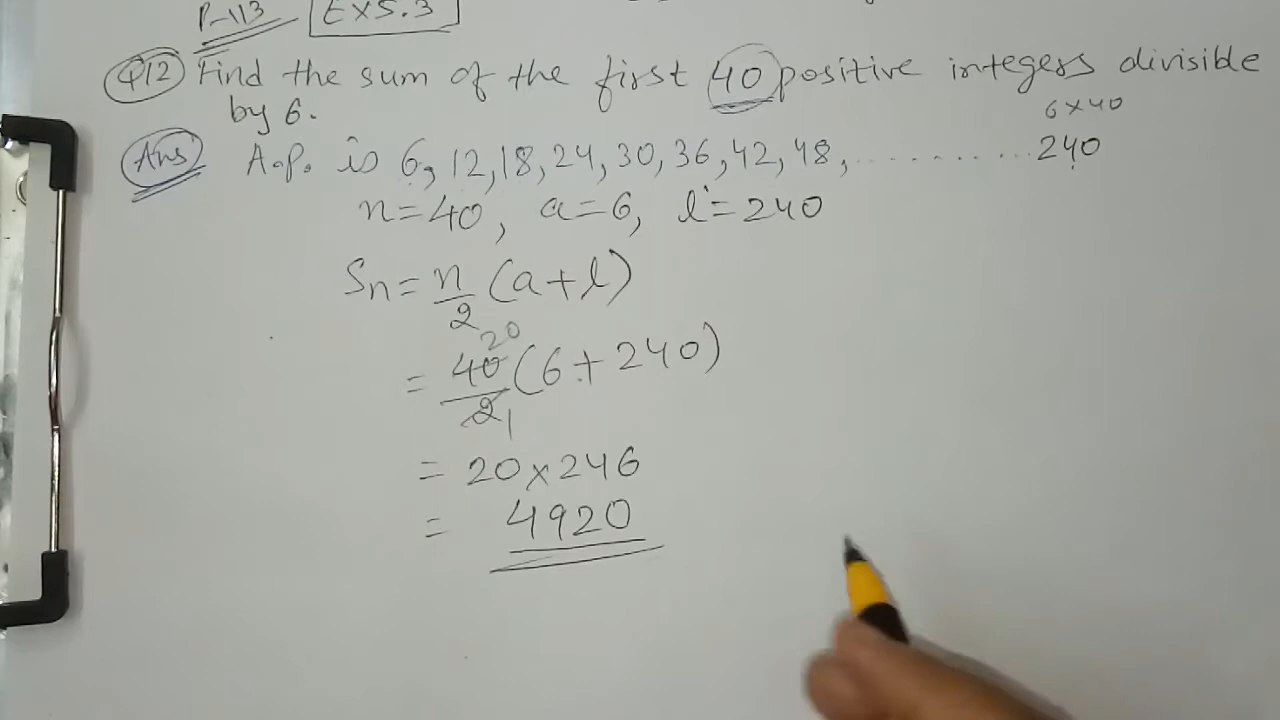 P-113 Ex5.3
Q12 Find the sum of the first 40 positive integers divisible
by 6.
6×40
Ans A.p. is 6, 12, 18, 24, 30, 36, 42, 48, ........... 240
n=40, a=6, l=240
Sn = n/2 (a+l)
20
= 40/2 (6+240)
1
= 20×246
= 4920